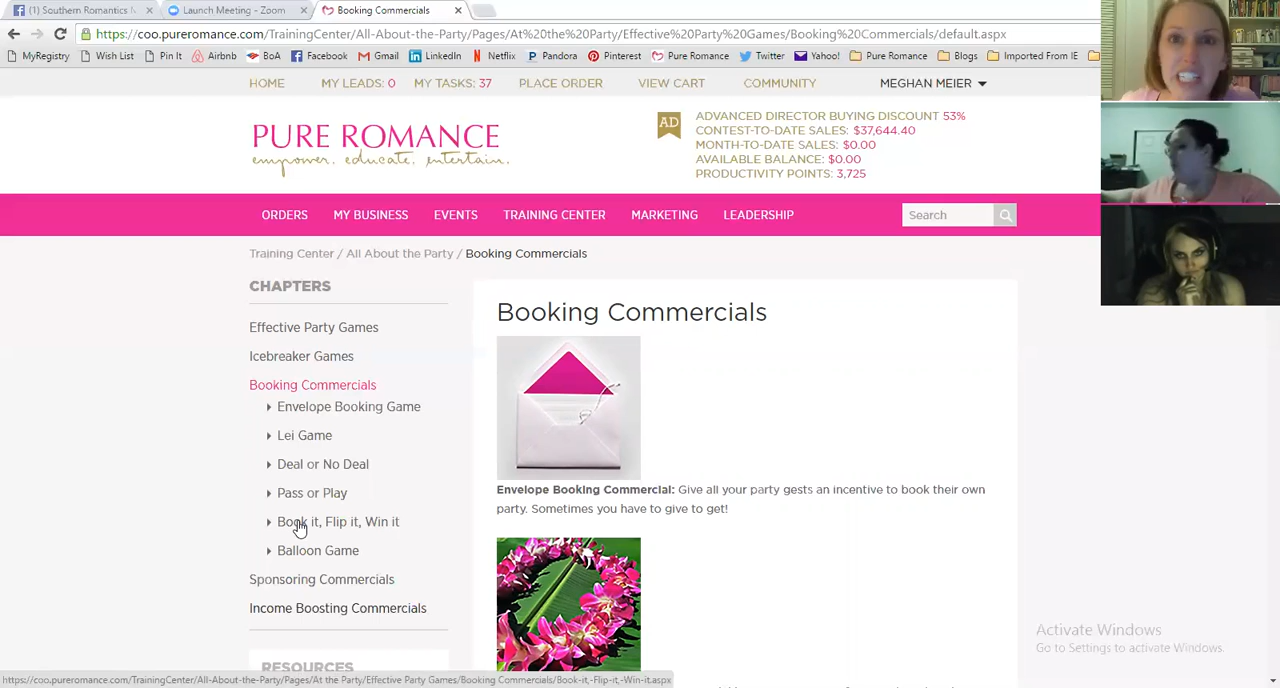 (1) Southern Romantics N
Launch Meeting - Zoom
Booking Commercials
https://coo.pureromance.com/TrainingCenter/All-About-the-Party/Pages/At%20the%20Party/Effective%20Party%20Games/Booking%20Commercials/default.aspx
MyRegistry Wish List Pin It Airbnb BoA Facebook Gmail LinkedIn Netflix Pandora Pinterest Pure Romance Twitter Yahoo! Pure Romance Blogs Imported From IE
HOME MY LEADS: 0 MY TASKS: 37 PLACE ORDER VIEW CART COMMUNITY MEGHAN MEIER
PURE ROMANCE
empower. educate. entertain.
AD
ADVANCED DIRECTOR BUYING DISCOUNT 53%
CONTEST-TO-DATE SALES: $37,644.40
MONTH-TO-DATE SALES: $0.00
AVAILABLE BALANCE: $0.00
PRODUCTIVITY POINTS: 3,725
ORDERS MY BUSINESS EVENTS TRAINING CENTER MARKETING LEADERSHIP Search
Training Center / All About the Party / Booking Commercials
CHAPTERS
Effective Party Games
Icebreaker Games
Booking Commercials
Envelope Booking Game
Lei Game
Deal or No Deal
Pass or Play
Book it, Flip it, Win it
Balloon Game
Sponsoring Commercials
Income Boosting Commercials
RESOURCES
Booking Commercials
Envelope Booking Commercial: Give all your party gests an incentive to book their own
party. Sometimes you have to give to get!
Activate Windows
Go to Settings to activate Windows.
https://coo.pureromance.com/TrainingCenter/All-About-the-Party/Pages/At the Party/Effective Party Games/Booking Commercials/Book-it,-Flip-it,-Win-it.aspx